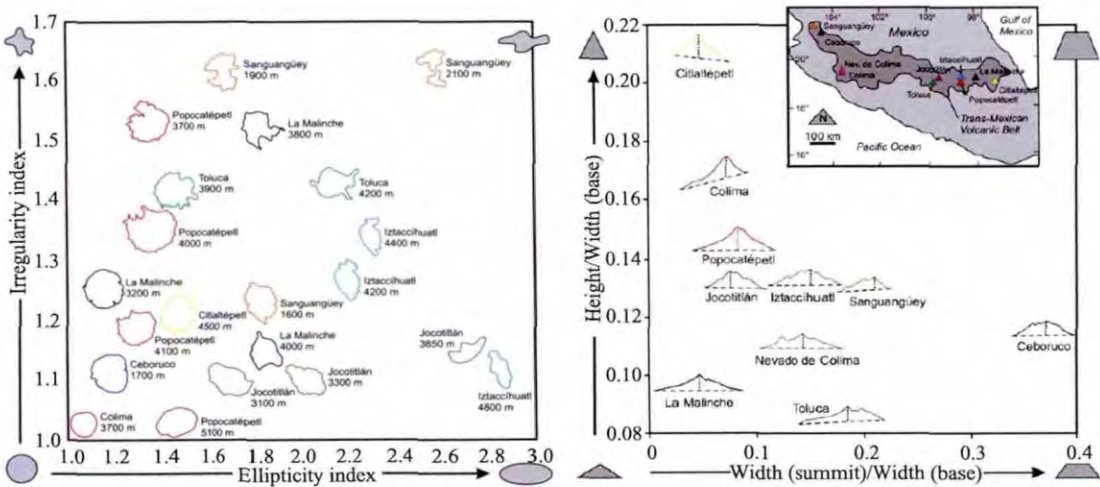 1.7
1.6
1.5
1.4
1.3
1.2
1.1
1.0
Irregularity index
Sanguangüey
1900 m
Sanguangüey
2100 m
Popocatépetl
3700 m
La Malinche
3800 m
Toluca
3900 m
Toluca
4200 m
Popocatépetl
4000 m
Iztaccíhuatl
4400 m
La Malinche
3200 m
Iztaccíhuatl
4200 m
Citlaltépetl
4500 m
Sanguangüey
1600 m
Popocatépetl
4100 m
La Malinche
4000 m
Jocotitlán
3850 m
Ceboruco
1700 m
Jocotitlán
3100 m
Jocotitlán
3300 m
Iztaccíhuatl
4800 m
Colima
3700 m
Popocatépetl
5100 m
1.0 1.2 1.4 1.6 1.8 2.0 2.2 2.4 2.6 2.8 3.0
Ellipticity index
0.22
0.20
0.18
0.16
0.14
0.12
0.10
0.08
Height/Width (base)
Citlaltépetl
Colima
Popocatépetl
Jocotitlán
Iztaccíhuatl
Sanguangüey
Ceboruco
Nevado de Colima
La Malinche
Toluca
0 0.1 0.2 0.3 0.4
Width (summit)/Width (base)
104° 102° 98°
Gulf of
Mexico
Sanguangüey
Mexico
Ceboruco
Nev. de Colima
Colima
Jocotitlán
Iztaccíhuatl
La Malinche
Toluca
Citlaltépetl
Popocatépetl
Trans-Mexican
Volcanic Belt
N
100 km
Pacific Ocean